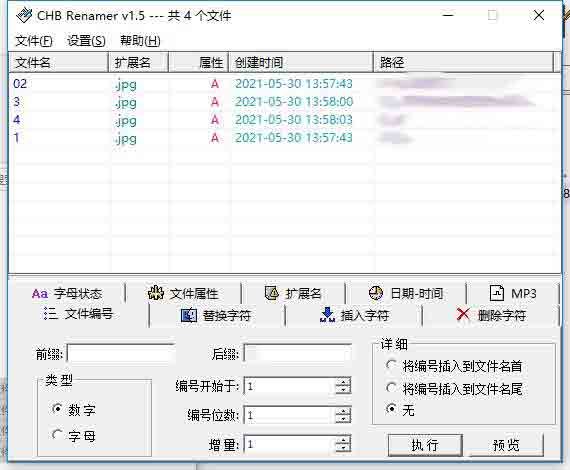 CHB Renamer v1.5 --- 共 4 个文件
文件(F) 设置(S) 帮助(H)
文件名 扩展名 属性 创建时间 路径
02 .jpg A 2021-05-30 13:57:43
3 .jpg A 2021-05-30 13:58:00
4 .jpg A 2021-05-30 13:58:03
1 .jpg A 2021-05-30 13:57:43
Aa 字母状态 文件属性 扩展名 日期-时间 MP3
文件编号 替换字符 插入字符 删除字符
前缀: 后缀: 详细
类型 编号开始于: 1 将编号插入到文件名首
数字 编号位数: 1 将编号插入到文件名尾
字母 增量: 1 无
执行 预览